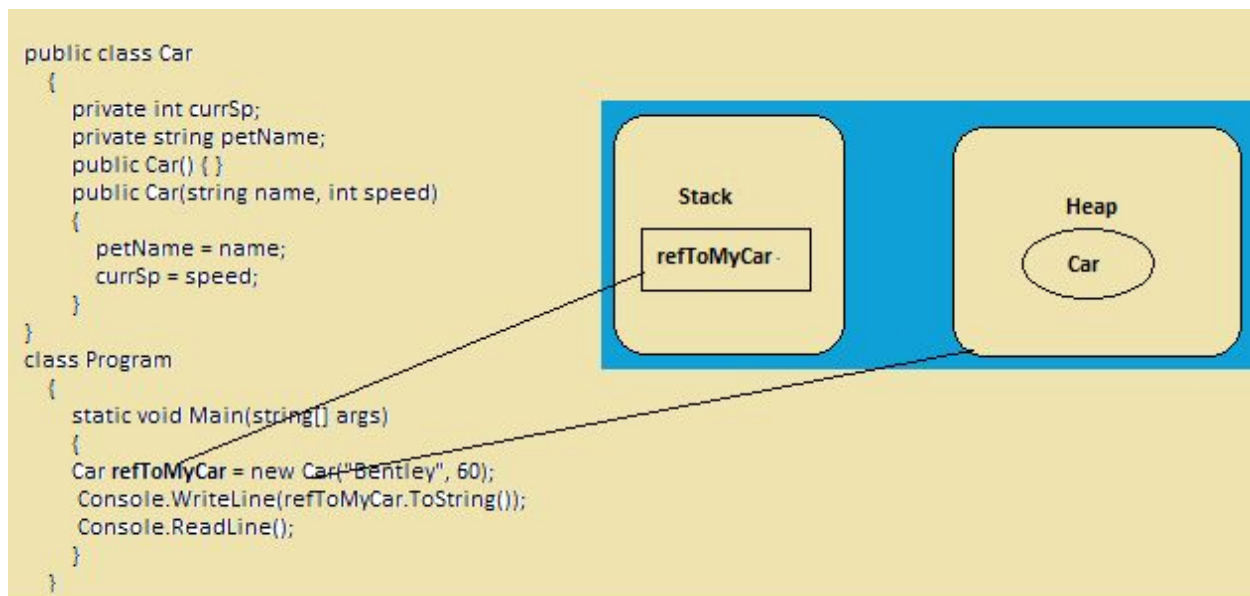 public class Car
{
private int currSp;
private string petName;
public Car() { }
public Car(string name, int speed)
{
petName = name;
currSp = speed;
}
}
class Program
{
static void Main(string[] args)
{
Car refToMyCar = new Car("Bentley", 60);
Console.WriteLine(refToMyCar.ToString());
Console.ReadLine();
}
}
Stack
refToMyCar
Heap
Car